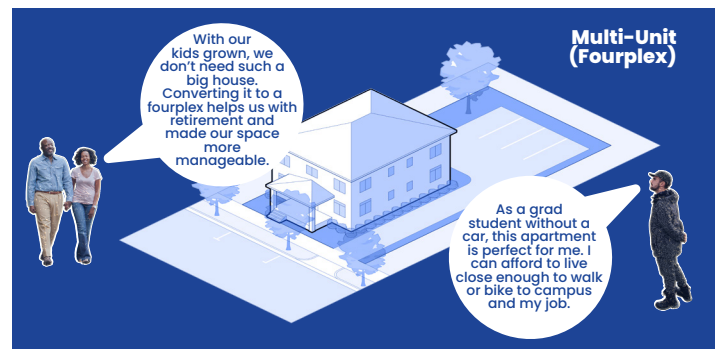 Multi-Unit
(Fourplex)
With our
kids grown, we
don't need such a
big house.
Converting it to a
fourplex helps us with
retirement and
made our space
more
manageable.
As a grad
student without a
car, this apartment
is perfect for me. I
can afford to live
close enough to walk
or bike to campus
and my job.